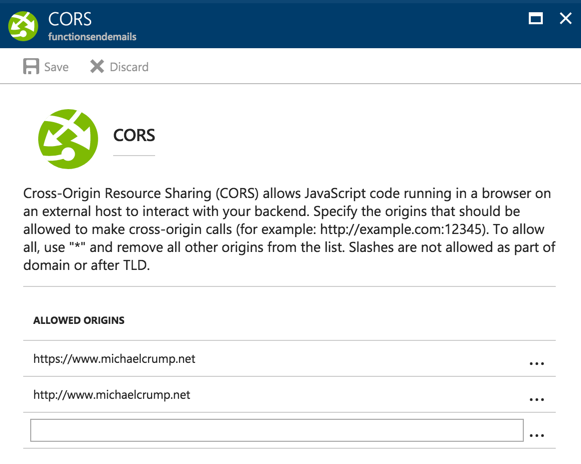 CORS
functionsendemails
Save Discard
CORS
Cross-Origin Resource Sharing (CORS) allows JavaScript code running in a browser on
an external host to interact with your backend. Specify the origins that should be
allowed to make cross-origin calls (for example: http://example.com:12345). To allow
all, use "*" and remove all other origins from the list. Slashes are not allowed as part of
domain or after TLD.
ALLOWED ORIGINS
https://www.michaelcrump.net
http://www.michaelcrump.net